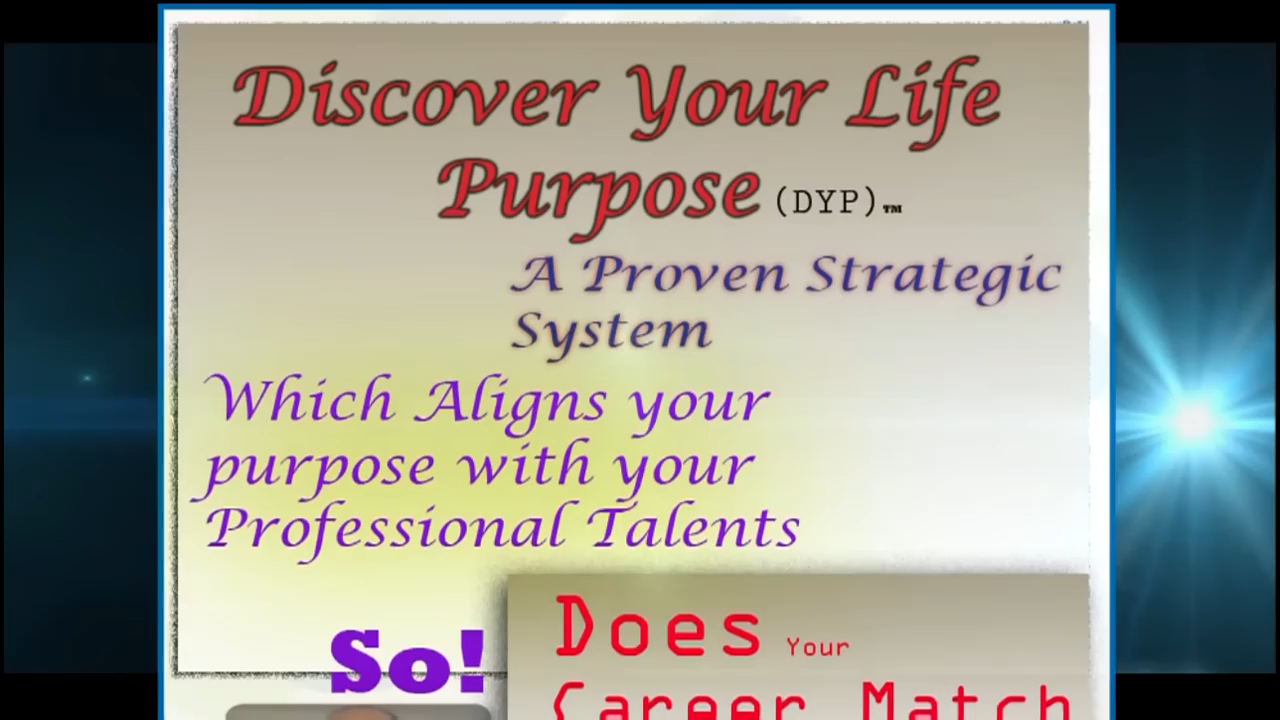 Discover Your Life
Purpose (DYP)™
A Proven Strategic
System
Which Aligns your
purpose with your
Professional Talents
So!
Does Your
Career Match